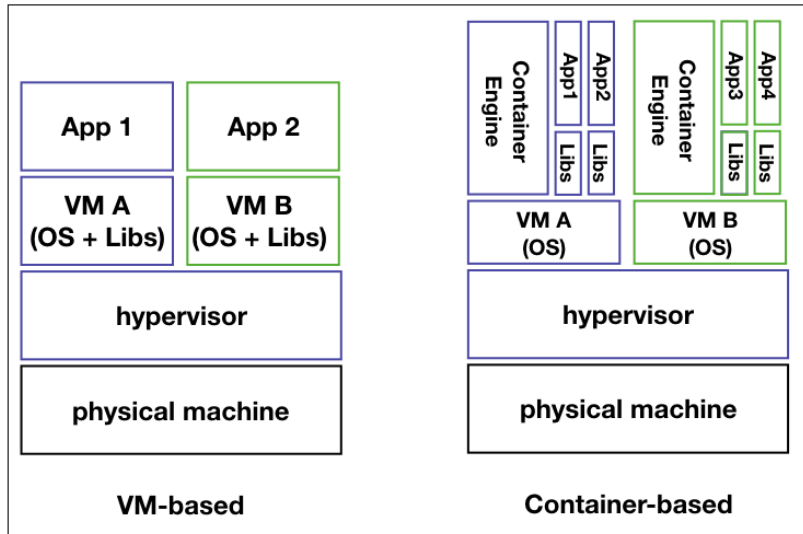 App 1
App 2
VM A
(OS + Libs)
VM B
(OS + Libs)
hypervisor
physical machine
VM-based
Container
Engine
App1
App2
Libs
Libs
Container
Engine
App3
App4
Libs
Libs
VM A
(OS)
VM B
(OS)
hypervisor
physical machine
Container-based